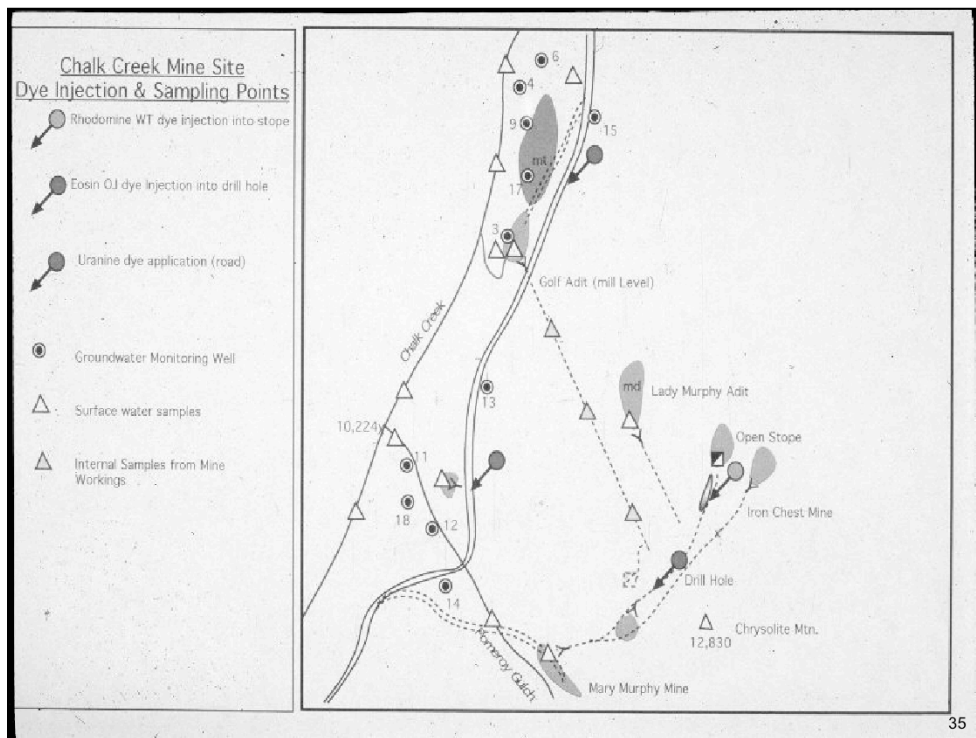 Chalk Creek Mine Site
Dye Injection & Sampling Points
Rhodomine WT dye injection into stope
Eosin OJ dye Injection into drill hole
Uranine dye application (road)
Groundwater Monitoring Well
Surface water samples
Internal Samples from Mine
Workings
6
4
9
15
mt
17
3
Golf Adit (mill Level)
Chalk Creek
13
md
Lady Murphy Adit
10,224
Open Stope
11
18
12
Iron Chest Mine
Drill Hole
14
Chrysolite Mtn.
12,830
Pomeroy Gulch
Mary Murphy Mine
35